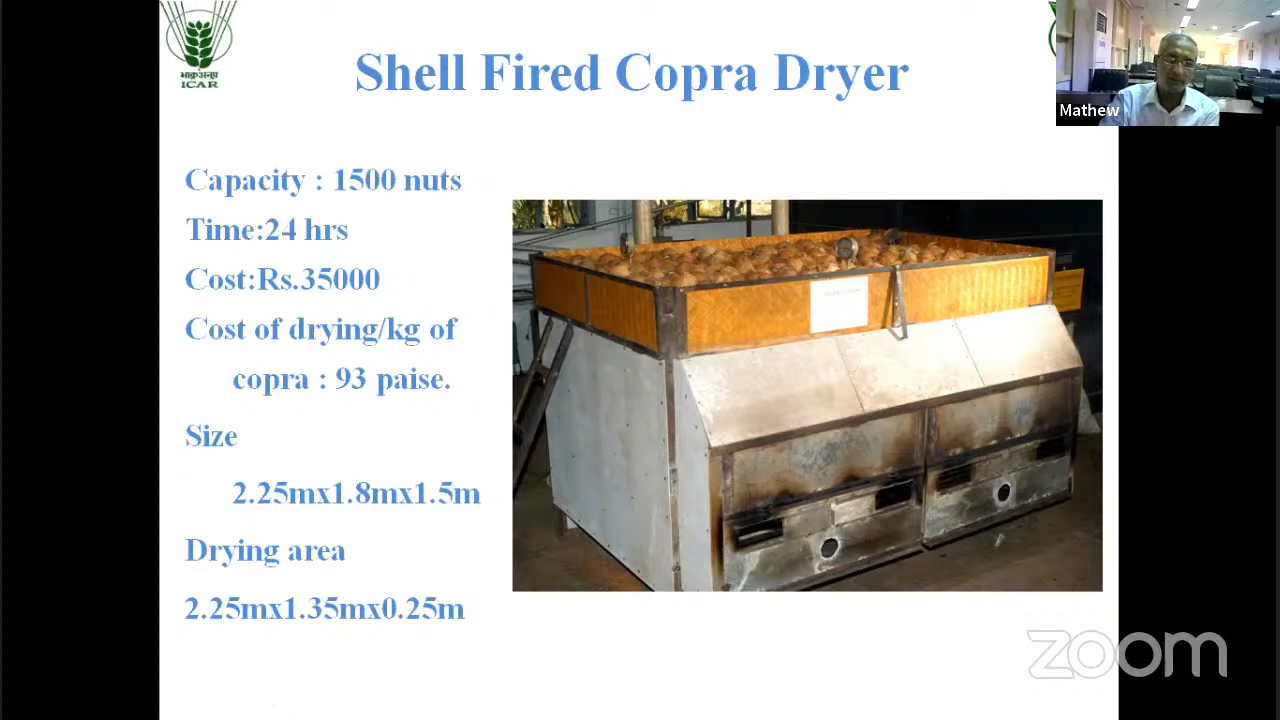 भाकृअनुप
ICAR
Shell Fired Copra Dryer
Mathew
Capacity : 1500 nuts
Time:24 hrs
Cost:Rs.35000
Cost of drying/kg of
copra : 93 paise.
Size
2.25mx1.8mx1.5m
Drying area
2.25mx1.35mx0.25m
zoom